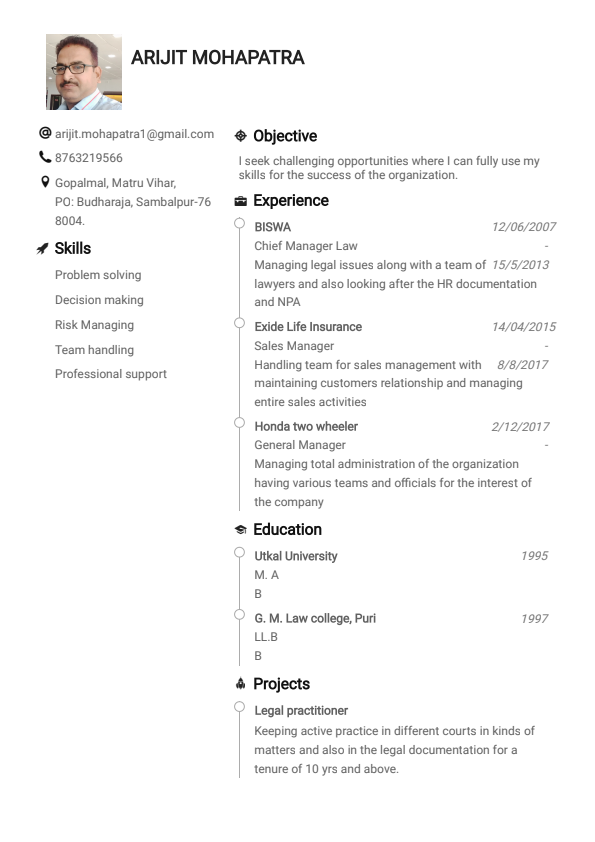 ARIJIT MOHAPATRA
arijit.mohapatra1@gmail.com
8763219566
Gopalmal, Matru Vihar,
PO: Budharaja, Sambalpur-76
8004.
Skills
Problem solving
Decision making
Risk Managing
Team handling
Professional support
Objective
I seek challenging opportunities where I can fully use my
skills for the success of the organization.
Experience
BISWA 12/06/2007
Chief Manager Law -
Managing legal issues along with a team of 15/5/2013
lawyers and also looking after the HR documentation
and NPA
Exide Life Insurance 14/04/2015
Sales Manager -
Handling team for sales management with 8/8/2017
maintaining customers relationship and managing
entire sales activities
Honda two wheeler 2/12/2017
General Manager -
Managing total administration of the organization
having various teams and officials for the interest of
the company
Education
Utkal University 1995
M. A
B
G. M. Law college, Puri 1997
LL.B
B
Projects
Legal practitioner
Keeping active practice in different courts in kinds of
matters and also in the legal documentation for a
tenure of 10 yrs and above.